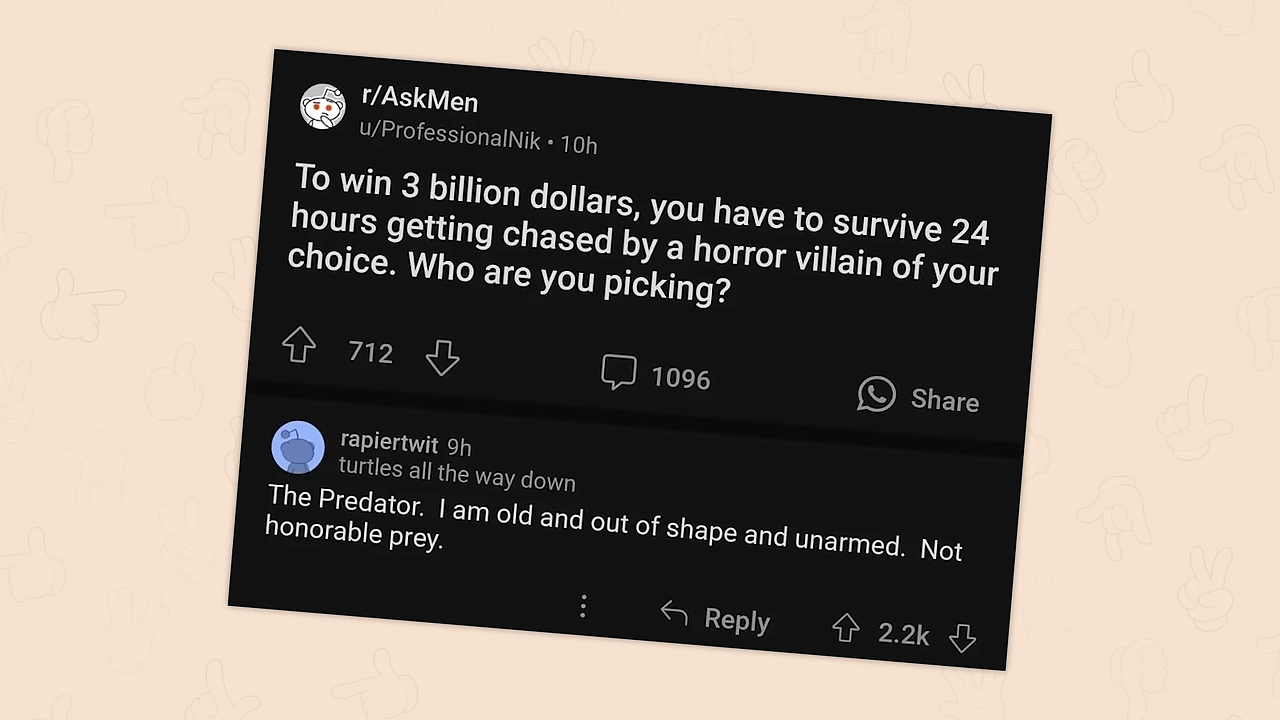 r/AskMen
u/ProfessionalNik • 10h
To win 3 billion dollars, you have to survive 24
hours getting chased by a horror villain of your
choice. Who are you picking?
712
1096
Share
rapiertwit 9h
turtles all the way down
The Predator. I am old and out of shape and unarmed. Not
honorable prey.
Reply
2.2k